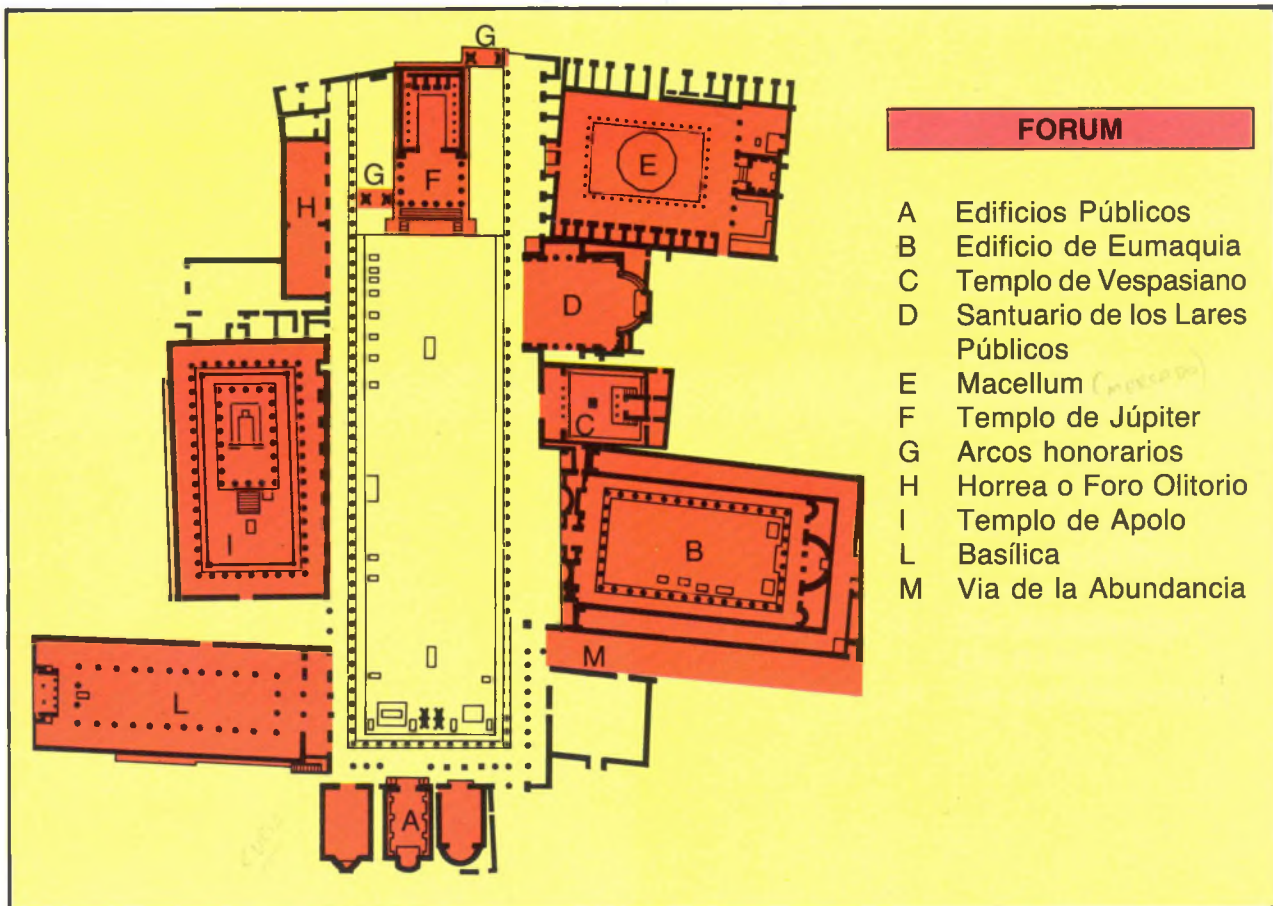 G
FORUM
A Edificios Públicos
B Edificio de Eumaquia
C Templo de Vespasiano
D Santuario de los Lares
Públicos
E Macellum (mercado)
F Templo de Júpiter
G Arcos honorarios
H Horrea o Foro Olitorio
I Templo de Apolo
L Basílica
M Via de la Abundancia
E
G
F
H
D
C
I
B
M
L
A